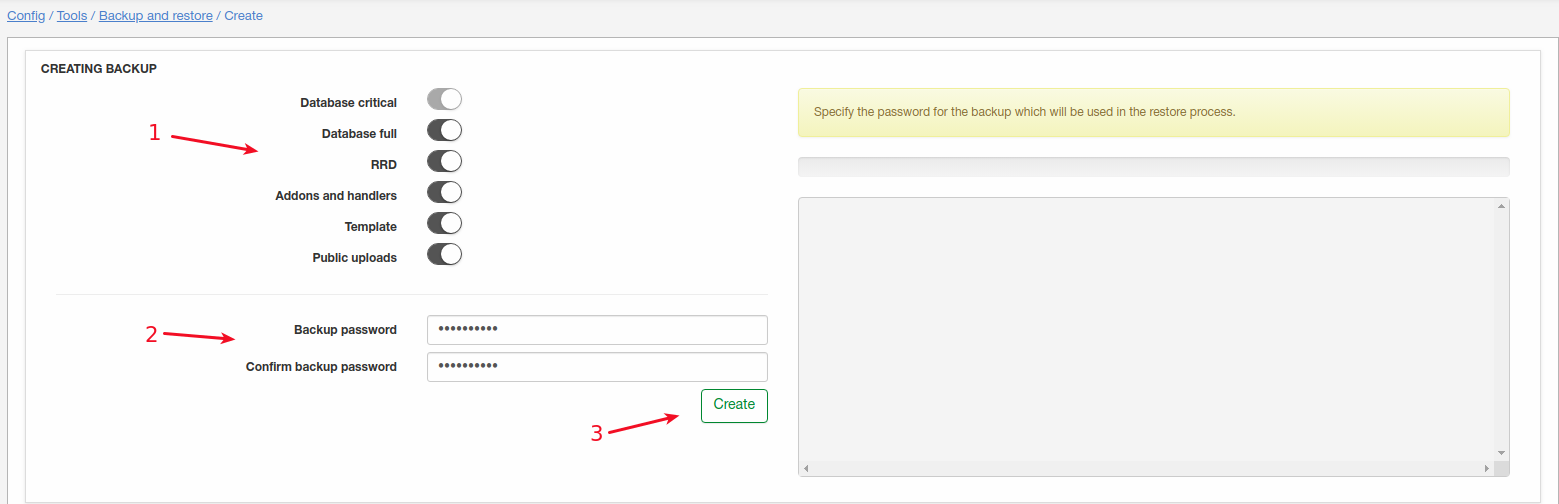 Config / Tools / Backup and restore / Create
CREATING BACKUP
1
Database critical
Database full
RRD
Addons and handlers
Template
Public uploads
2
Backup password
••••••••••
Confirm backup password
••••••••••
3
Create
Specify the password for the backup which will be used in the restore process.